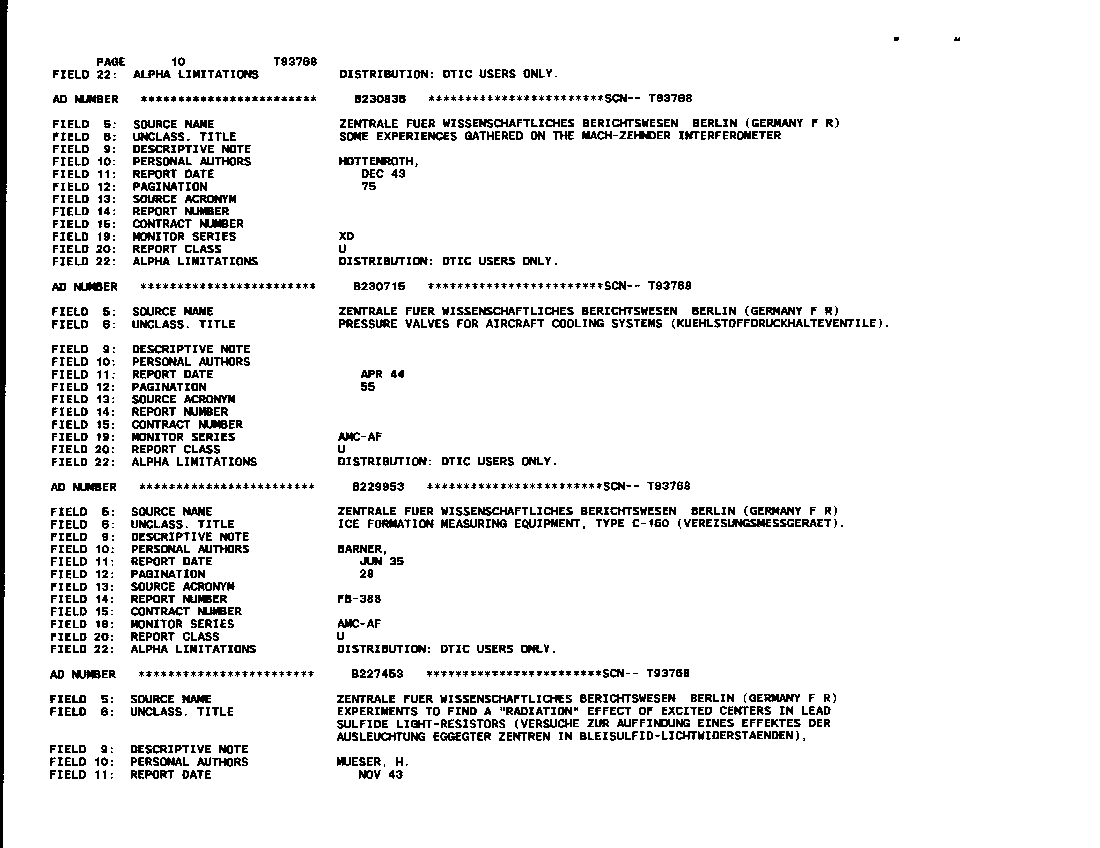 PAGE 10 T93768
FIELD 22: ALPHA LIMITATIONS DISTRIBUTION: DTIC USERS ONLY.
AD NUMBER ************************ B230836 ************************SCN-- T93768
FIELD 5: SOURCE NAME ZENTRALE FUER WISSENSCHAFTLICHES BERICHTSWESEN BERLIN (GERMANY F R)
FIELD 6: UNCLASS. TITLE SOME EXPERIENCES GATHERED ON THE MACH-ZEHNDER INTERFEROMETER
FIELD 9: DESCRIPTIVE NOTE
FIELD 10: PERSONAL AUTHORS HOTTENROTH,
FIELD 11: REPORT DATE DEC 43
FIELD 12: PAGINATION 75
FIELD 13: SOURCE ACRONYM
FIELD 14: REPORT NUMBER
FIELD 15: CONTRACT NUMBER
FIELD 19: MONITOR SERIES XD
FIELD 20: REPORT CLASS U
FIELD 22: ALPHA LIMITATIONS DISTRIBUTION: DTIC USERS ONLY.
AD NUMBER ************************ B230715 ************************SCN-- T93768
FIELD 5: SOURCE NAME ZENTRALE FUER WISSENSCHAFTLICHES BERICHTSWESEN BERLIN (GERMANY F R)
FIELD 6: UNCLASS. TITLE PRESSURE VALVES FOR AIRCRAFT COOLING SYSTEMS (KUEHLSTOFFDRUCKHALTEVENTILE).
FIELD 9: DESCRIPTIVE NOTE
FIELD 10: PERSONAL AUTHORS
FIELD 11: REPORT DATE APR 44
FIELD 12: PAGINATION 55
FIELD 13: SOURCE ACRONYM
FIELD 14: REPORT NUMBER
FIELD 15: CONTRACT NUMBER
FIELD 19: MONITOR SERIES AMC-AF
FIELD 20: REPORT CLASS U
FIELD 22: ALPHA LIMITATIONS DISTRIBUTION: DTIC USERS ONLY.
AD NUMBER ************************ B229953 ************************SCN-- T93768
FIELD 5: SOURCE NAME ZENTRALE FUER WISSENSCHAFTLICHES BERICHTSWESEN BERLIN (GERMANY F R)
FIELD 6: UNCLASS. TITLE ICE FORMATION MEASURING EQUIPMENT, TYPE C-160 (VEREISUNGSMESSGERAET).
FIELD 9: DESCRIPTIVE NOTE
FIELD 10: PERSONAL AUTHORS BARNER,
FIELD 11: REPORT DATE JUN 35
FIELD 12: PAGINATION 28
FIELD 13: SOURCE ACRONYM
FIELD 14: REPORT NUMBER FB-388
FIELD 15: CONTRACT NUMBER
FIELD 19: MONITOR SERIES AMC-AF
FIELD 20: REPORT CLASS U
FIELD 22: ALPHA LIMITATIONS DISTRIBUTION: DTIC USERS ONLY.
AD NUMBER ************************ B227453 ************************SCN-- T93768
FIELD 5: SOURCE NAME ZENTRALE FUER WISSENSCHAFTLICHES BERICHTSWESEN BERLIN (GERMANY F R)
FIELD 6: UNCLASS. TITLE EXPERIMENTS TO FIND A "RADIATION" EFFECT OF EXCITED CENTERS IN LEAD
SULFIDE LIGHT-RESISTORS (VERSUCHE ZUR AUFFINDUNG EINES EFFEKTES DER
AUSLEUCHTUNG EGGEGTER ZENTREN IN BLEISULFID-LICHTWIDERSTAENDEN),
FIELD 9: DESCRIPTIVE NOTE
FIELD 10: PERSONAL AUTHORS MUESER, H.
FIELD 11: REPORT DATE NOV 43